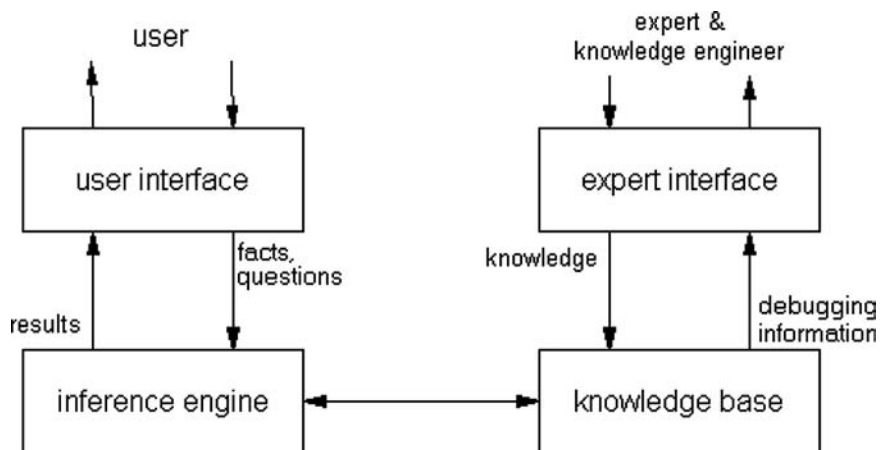 user
expert &
knowledge engineer
user interface
expert interface
facts,
questions
knowledge
results
debugging
information
inference engine
knowledge base